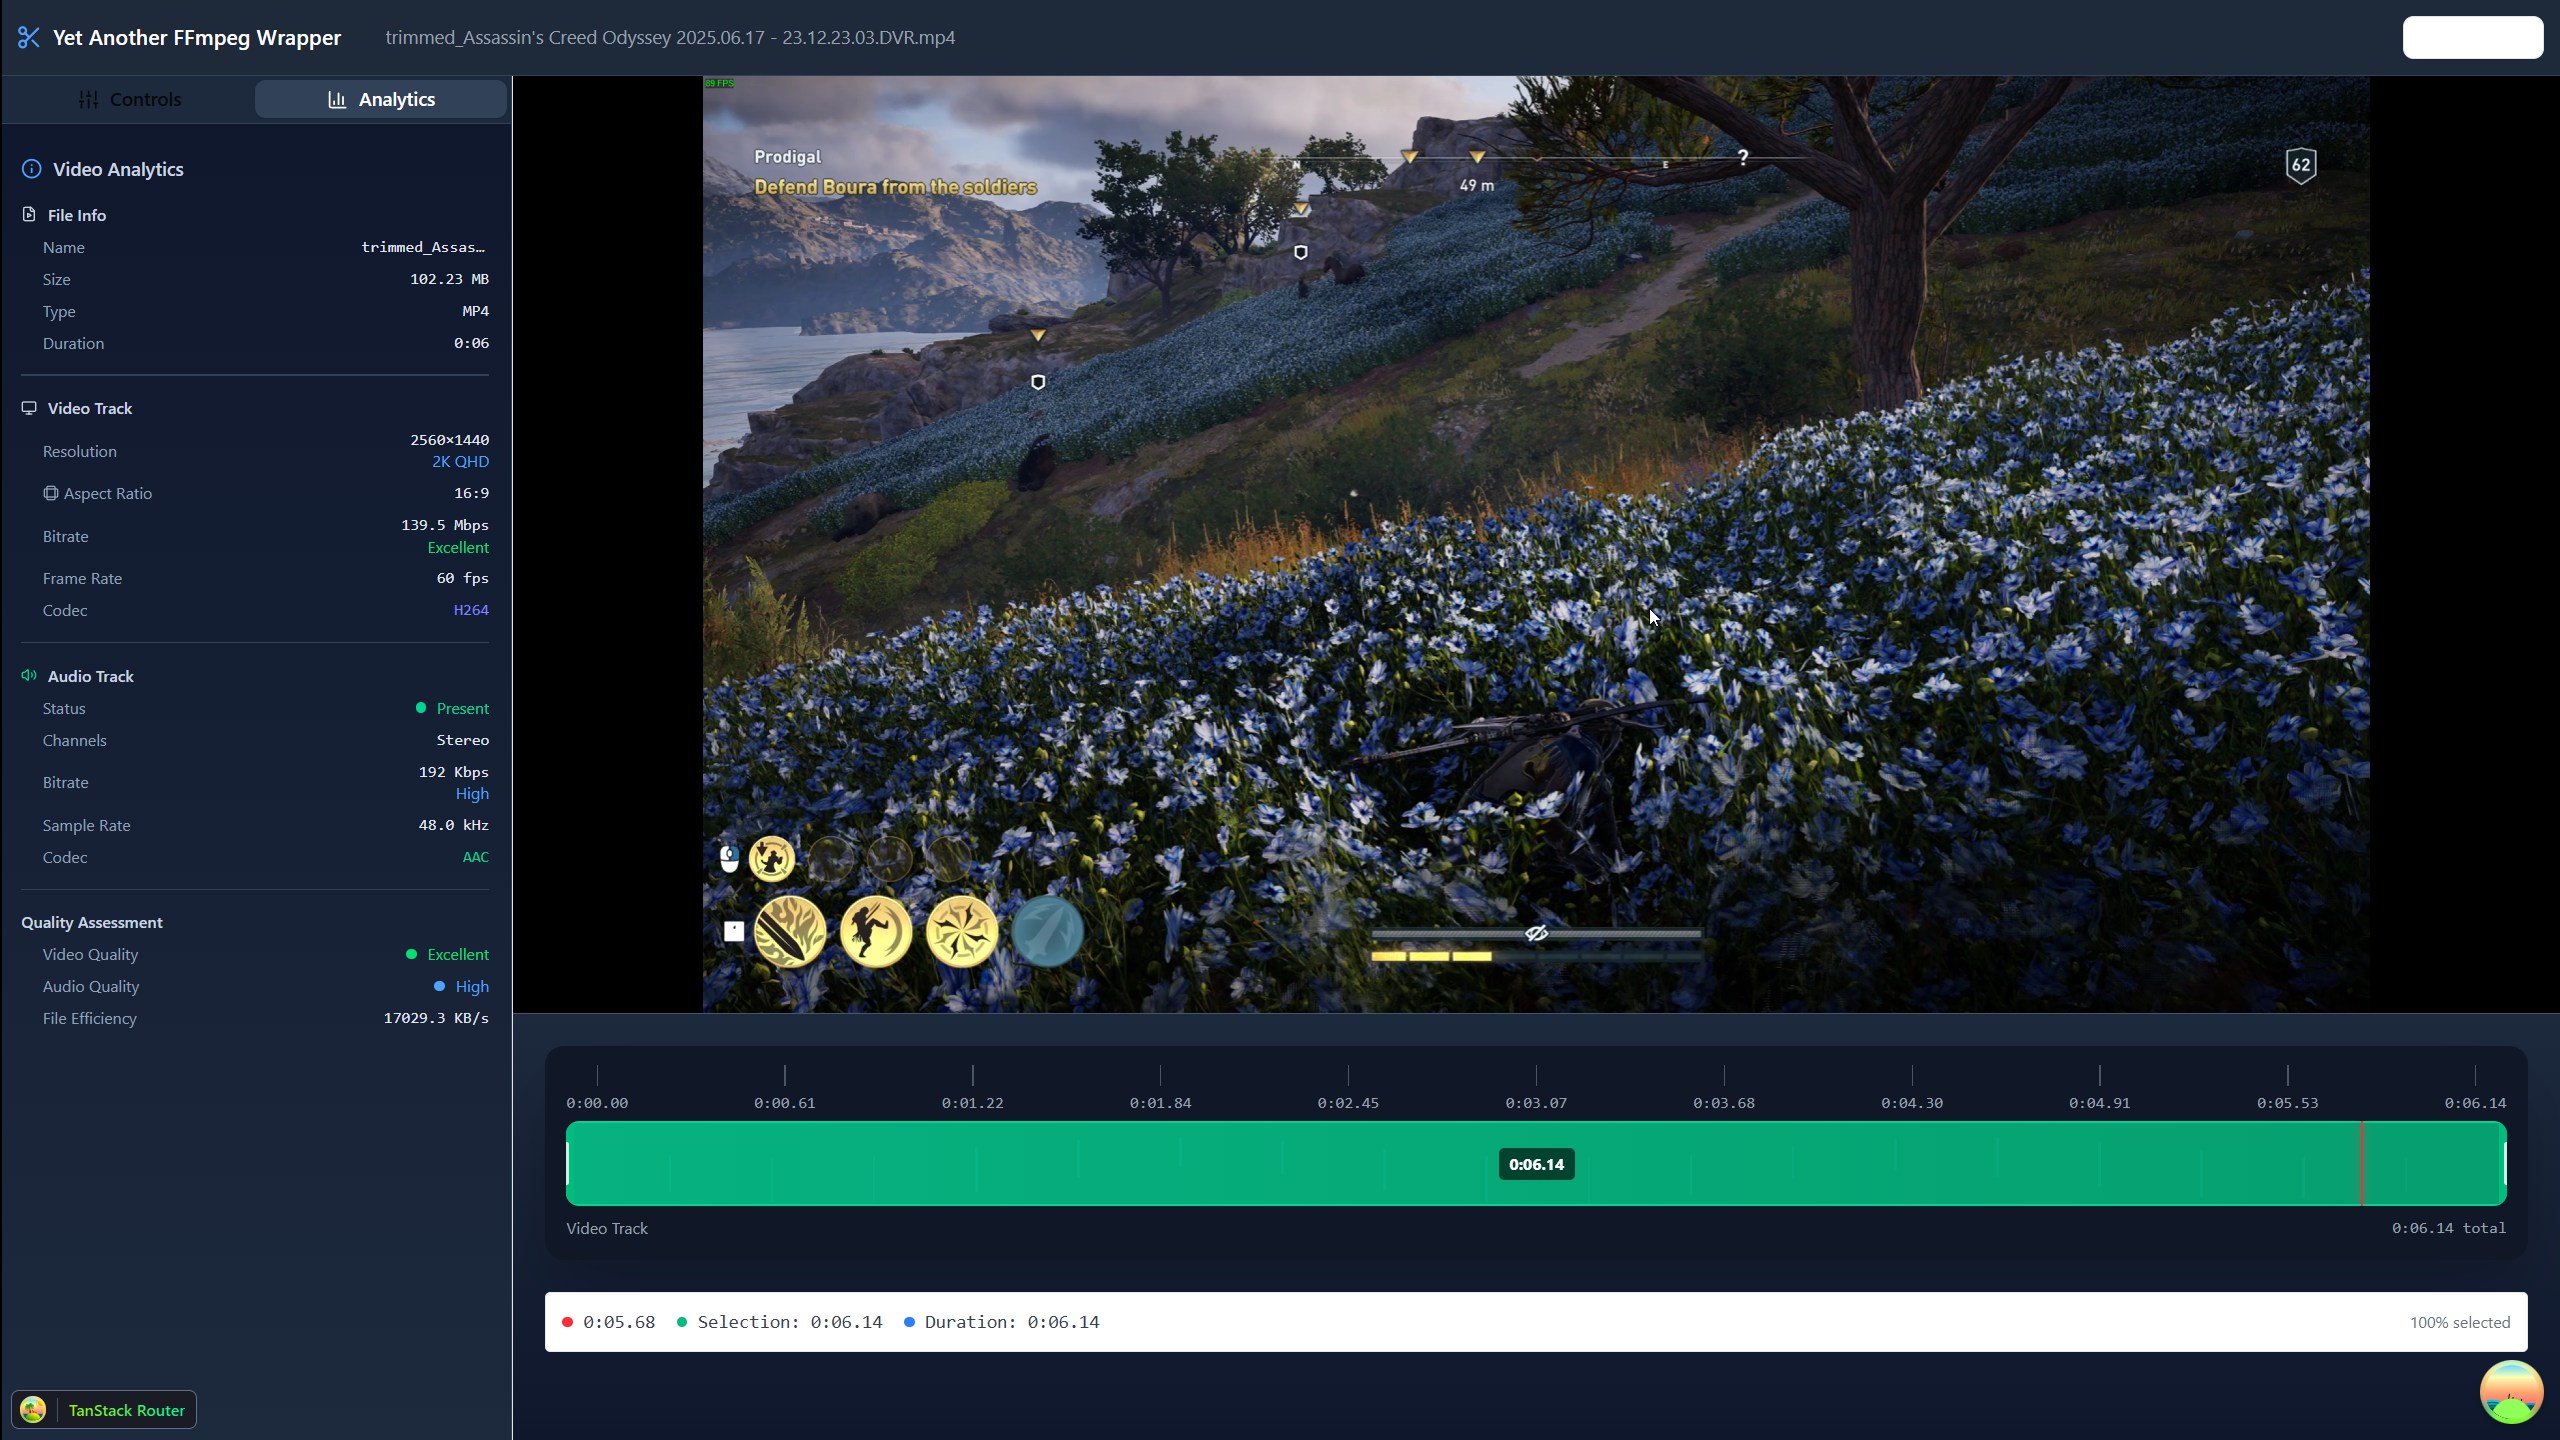 Yet Another FFmpeg Wrapper
trimmed_Assassin's Creed Odyssey 2025.06.17 - 23.12.23.03.DVR.mp4
Controls
Analytics
Video Analytics
File Info
Name trimmed_Assas…
Size 102.23 MB
Type MP4
Duration 0:06
Video Track
Resolution 2560×1440
2K QHD
Aspect Ratio 16:9
Bitrate 139.5 Mbps
Excellent
Frame Rate 60 fps
Codec H264
Audio Track
Status Present
Channels Stereo
Bitrate 192 Kbps
High
Sample Rate 48.0 kHz
Codec AAC
Quality Assessment
Video Quality Excellent
Audio Quality High
File Efficiency 17029.3 KB/s
TanStack Router
89 FPS
Prodigal
Defend Boura from the soldiers
N
E
?
49 m
62
0:00.00 0:00.61 0:01.22 0:01.84 0:02.45 0:03.07 0:03.68 0:04.30 0:04.91 0:05.53 0:06.14
0:06.14
Video Track
0:06.14 total
0:05.68 Selection: 0:06.14 Duration: 0:06.14
100% selected